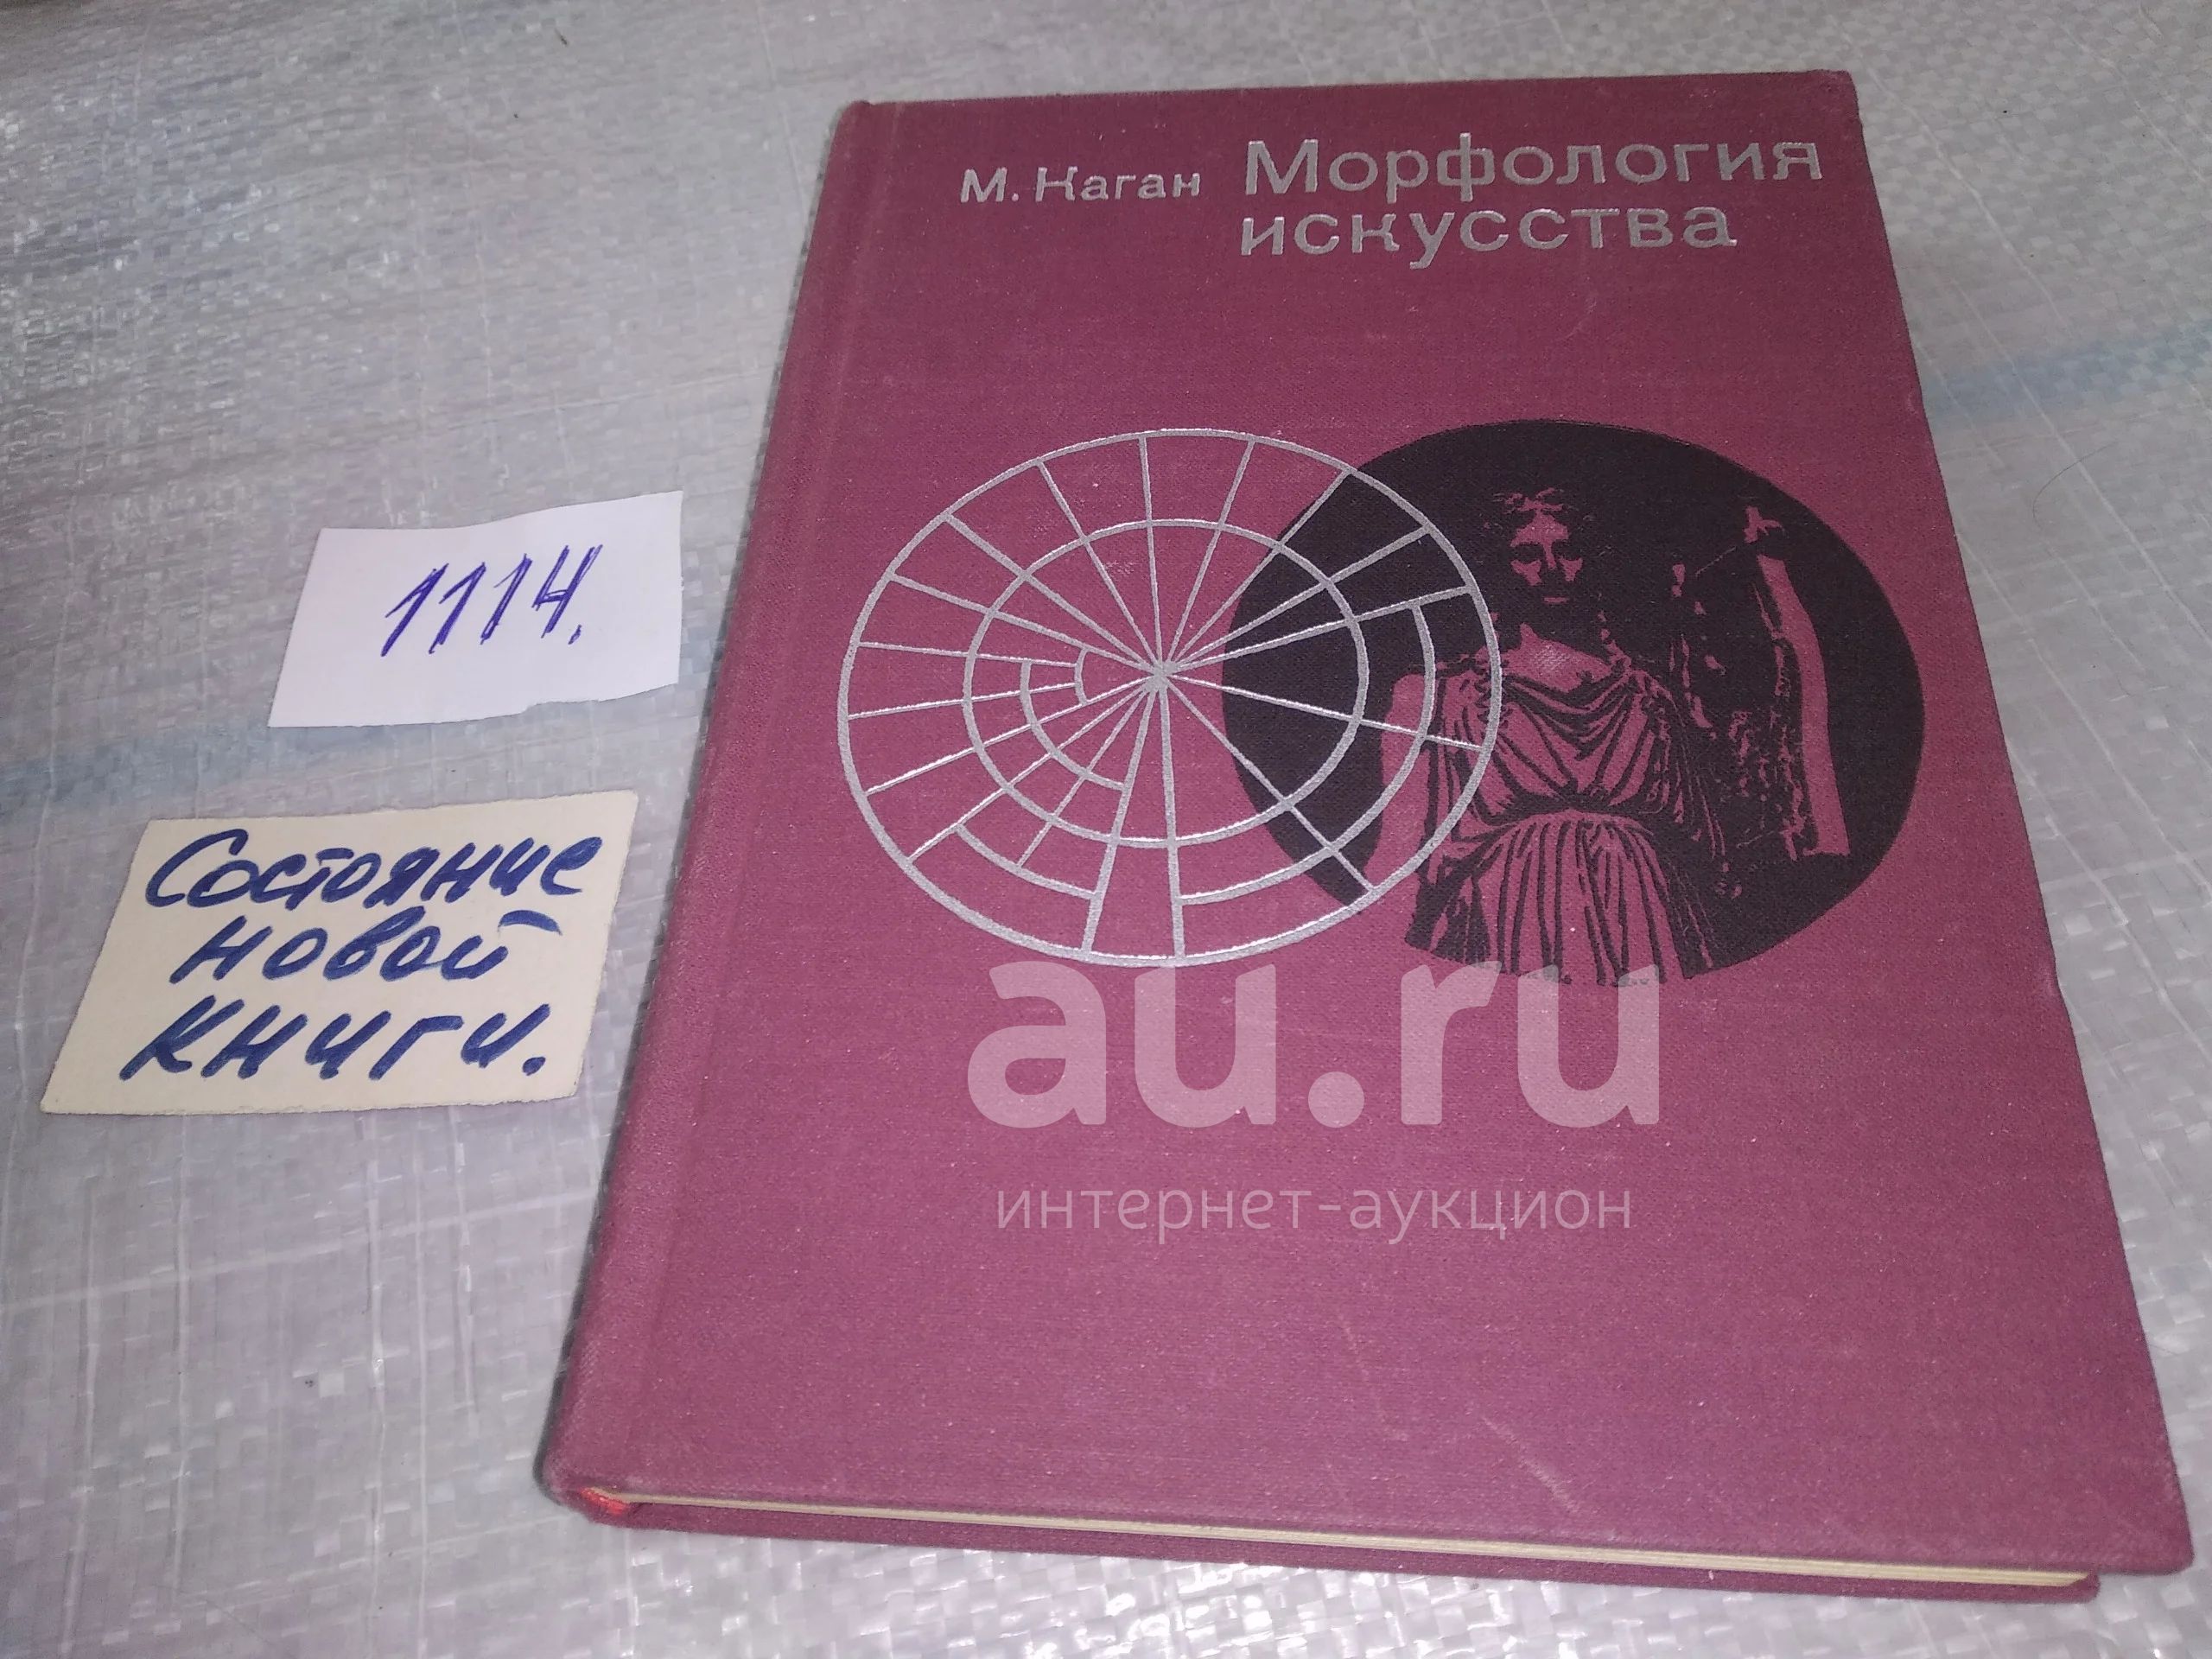 М. Каган
Морфология
искусства
1114.
Состояние
новой
книги.
au.ru
интернет-аукцион